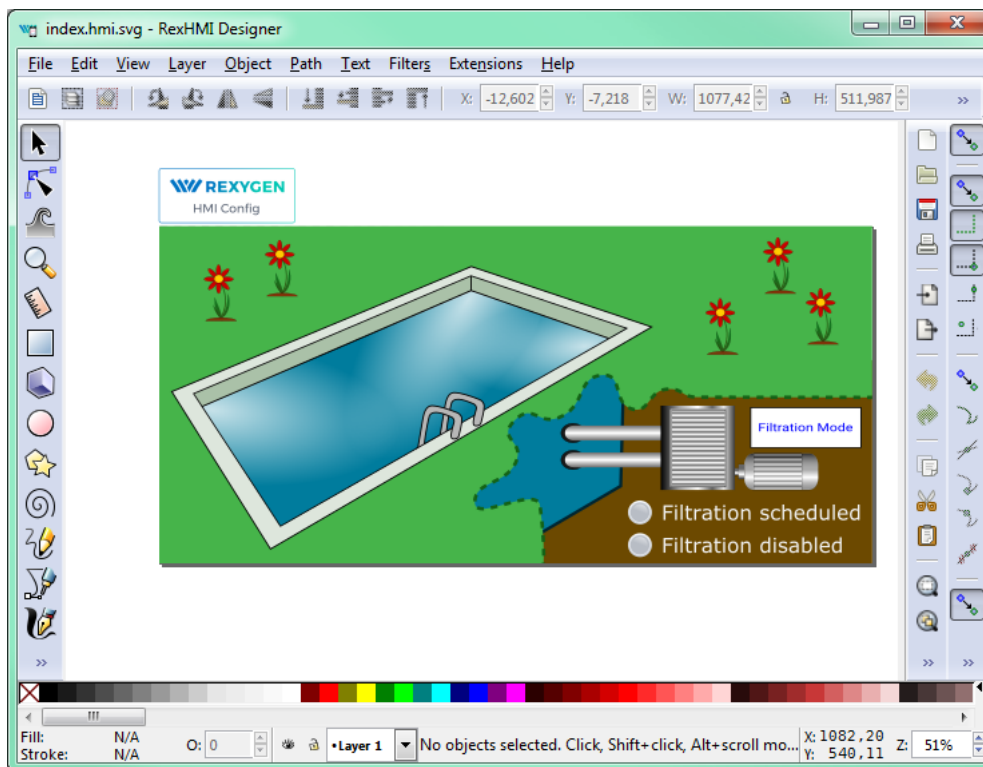 index.hmi.svg - RexHMI Designer
File Edit View Layer Object Path Text Filters Extensions Help
X: -12,602 Y: -7,218 W: 1077,42 H: 511,987 »
REXYGEN
HMI Config
Filtration Mode
Filtration scheduled
Filtration disabled
» » »
Fill: N/A
Stroke: N/A
O: 0
•Layer 1
No objects selected. Click, Shift+click, Alt+scroll mo...
X: 1082,20
Y: 540,11
Z: 51%